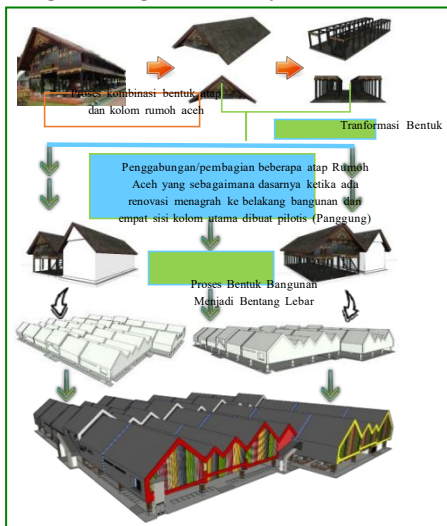 Proses kombinasi bentuk atap
dan kolom rumoh aceh
Tranformasi Bentuk
Penggabungan/pembagian beberapa atap Rumoh
Aceh yang sebagaimana dasarnya ketika ada
renovasi menagrah ke belakang bangunan dan
empat sisi kolom utama dibuat pilotis (Panggung)
Proses Bentuk Bangunan
Menjadi Bentang Lebar